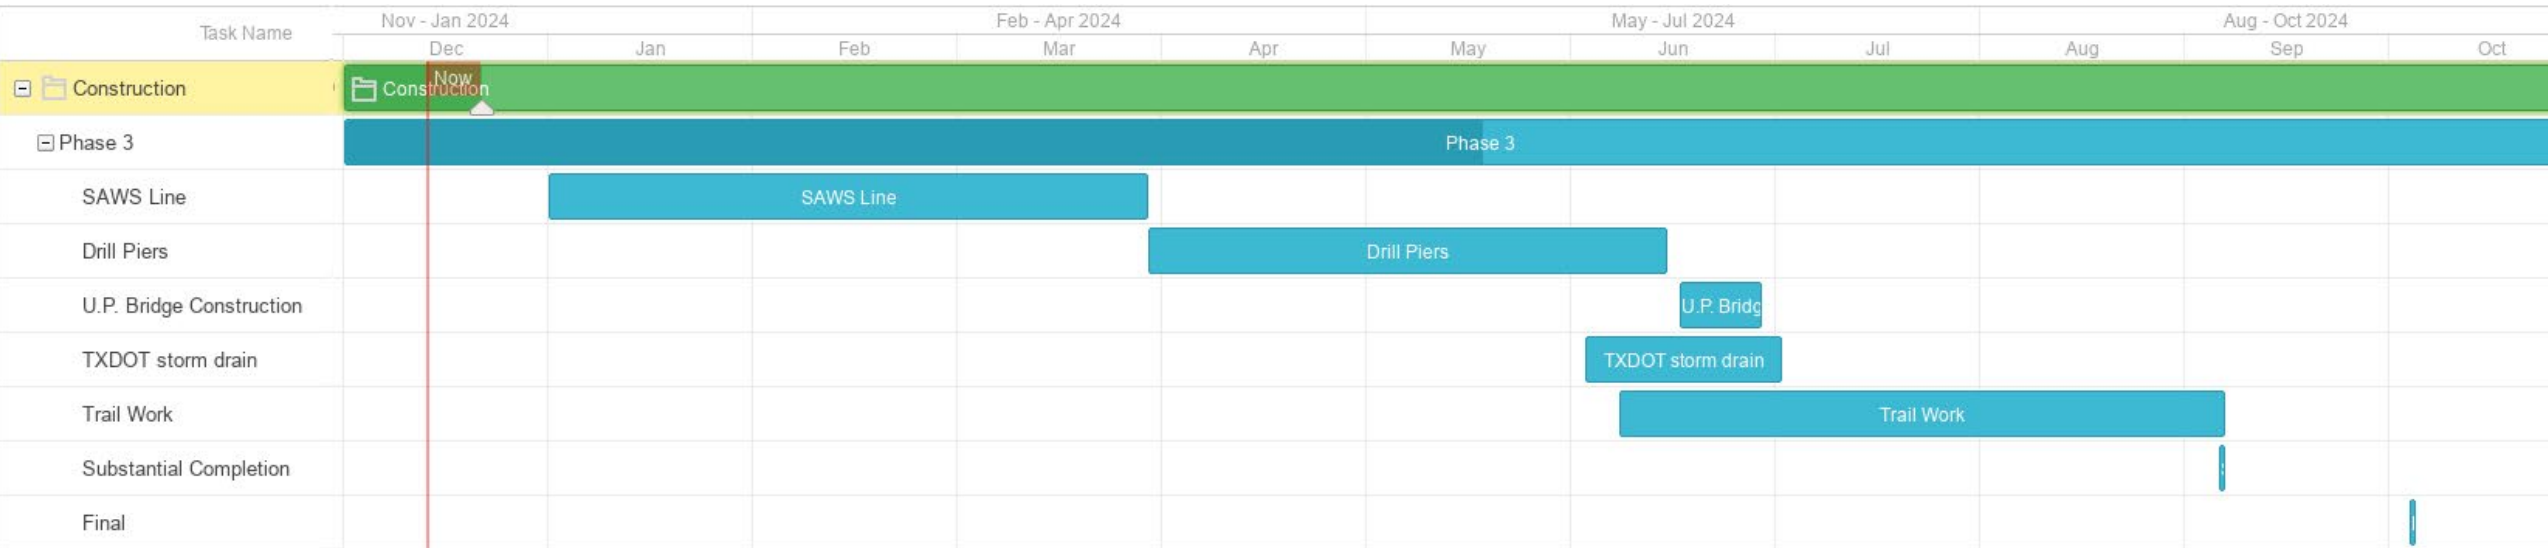 Task Name
Nov - Jan 2024 Feb - Apr 2024 May - Jul 2024 Aug - Oct 2024
Dec Jan Feb Mar Apr May Jun Jul Aug Sep Oct
Now
Construction Construction
Phase 3 Phase 3
SAWS Line SAWS Line
Drill Piers Drill Piers
U.P. Bridge Construction U.P. Bridg
TXDOT storm drain TXDOT storm drain
Trail Work Trail Work
Substantial Completion
Final